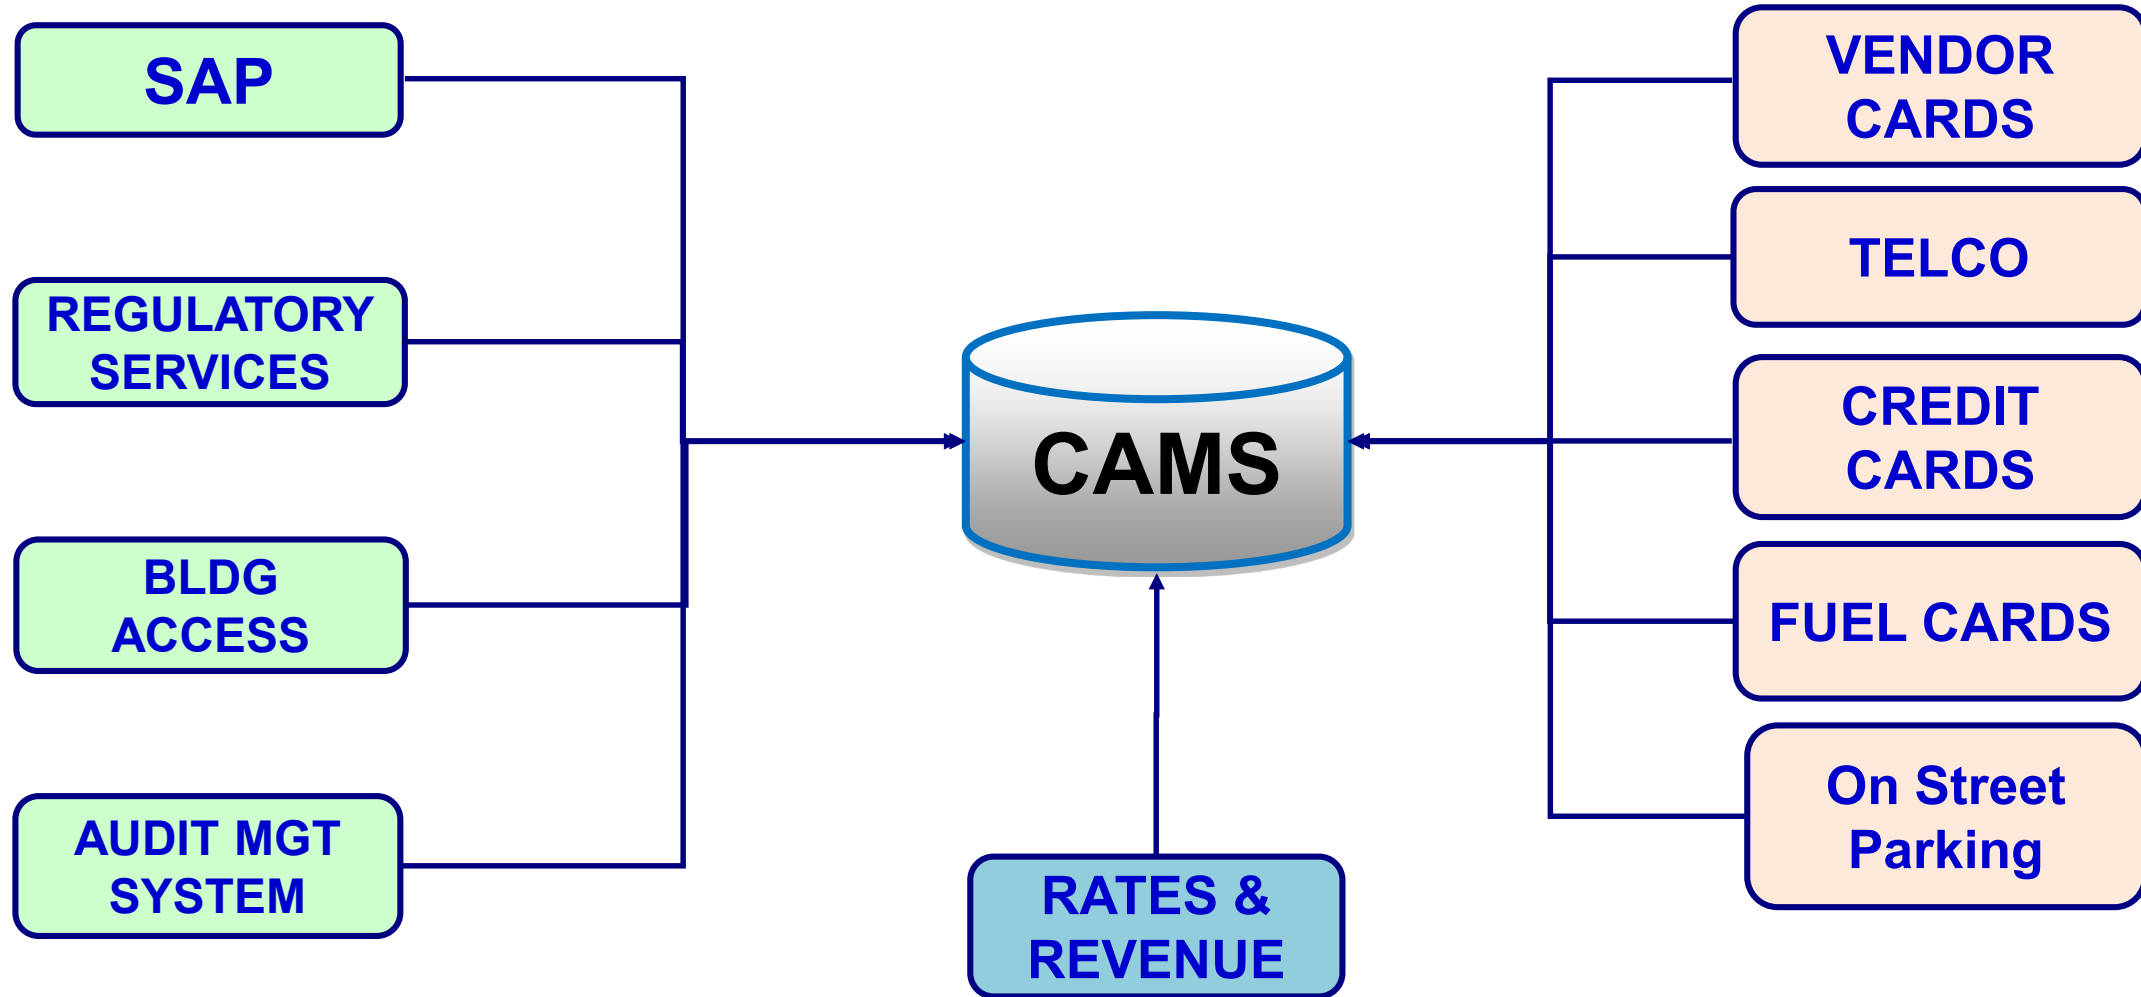 SAP
REGULATORY
SERVICES
BLDG
ACCESS
AUDIT MGT
SYSTEM
CAMS
RATES &
REVENUE
VENDOR
CARDS
TELCO
CREDIT
CARDS
FUEL CARDS
On Street
Parking